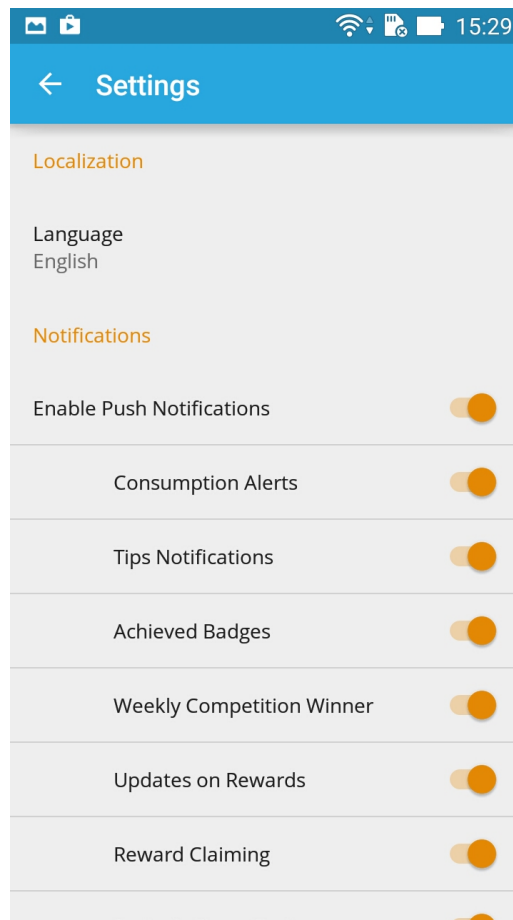 15:29
Settings
Localization
Language
English
Notifications
Enable Push Notifications
Consumption Alerts
Tips Notifications
Achieved Badges
Weekly Competition Winner
Updates on Rewards
Reward Claiming